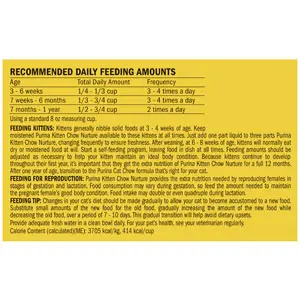 RECOMMENDED DAILY FEEDING AMOUNTS
Age Total Daily Amount Frequency
3 - 6 weeks 1/4 - 1/3 cup 3 - 4 times a day
7 weeks - 6 months 1/3 - 3/4 cup 3 - 4 times a day
7 months - 1 year 1/2 - 3/4 cup 2 times a day
Using a standard 8 oz measuring cup.
FEEDING KITTENS: Kittens generally nibble solid foods at 3 - 4 weeks of age. Keep
moistened Purina Kitten Chow Nurture available to these kittens at all times. Just add one part liquid to three parts Purina
Kitten Chow Nurture, changing frequently to ensure freshness. After weaning, at 6 - 8 weeks of age, kittens will normally eat
dry or moistened food at will. Start a self-feeding program, leaving food in dish at all times. Feeding amounts should be
adjusted as necessary to help your kitten maintain an ideal body condition. Because kittens continue to develop
throughout their first year, it's important that they get the extra nutrition of Purina Kitten Chow Nurture for a full 12 months.
After one year of age, transition to the Purina Cat Chow formula that's right for your cat.
FEEDING FOR REPRODUCTION: Purina Kitten Chow Nurture provides the extra nutrition needed by reproducing females in
stages of gestation and lactation. Food consumption may vary during gestation, so feed the amount needed to maintain
the pregnant female's good body condition. Food intake may double or even quadruple during lactation.
FEEDING TIP: Changes in your cat's diet should be made gradually to allow your cat to become accustomed to a new food.
Substitute small amounts of the new food for the old food, gradually increasing the amount of the new food while
decreasing the old food, over a period of 7 - 10 days. This gradual transition will help avoid dietary upsets.
Provide adequate fresh water in a clean bowl daily. For your pet's health, see your veterinarian regularly.
Calorie Content (calculated)(ME): 3705 kcal/kg, 414 kcal/cup